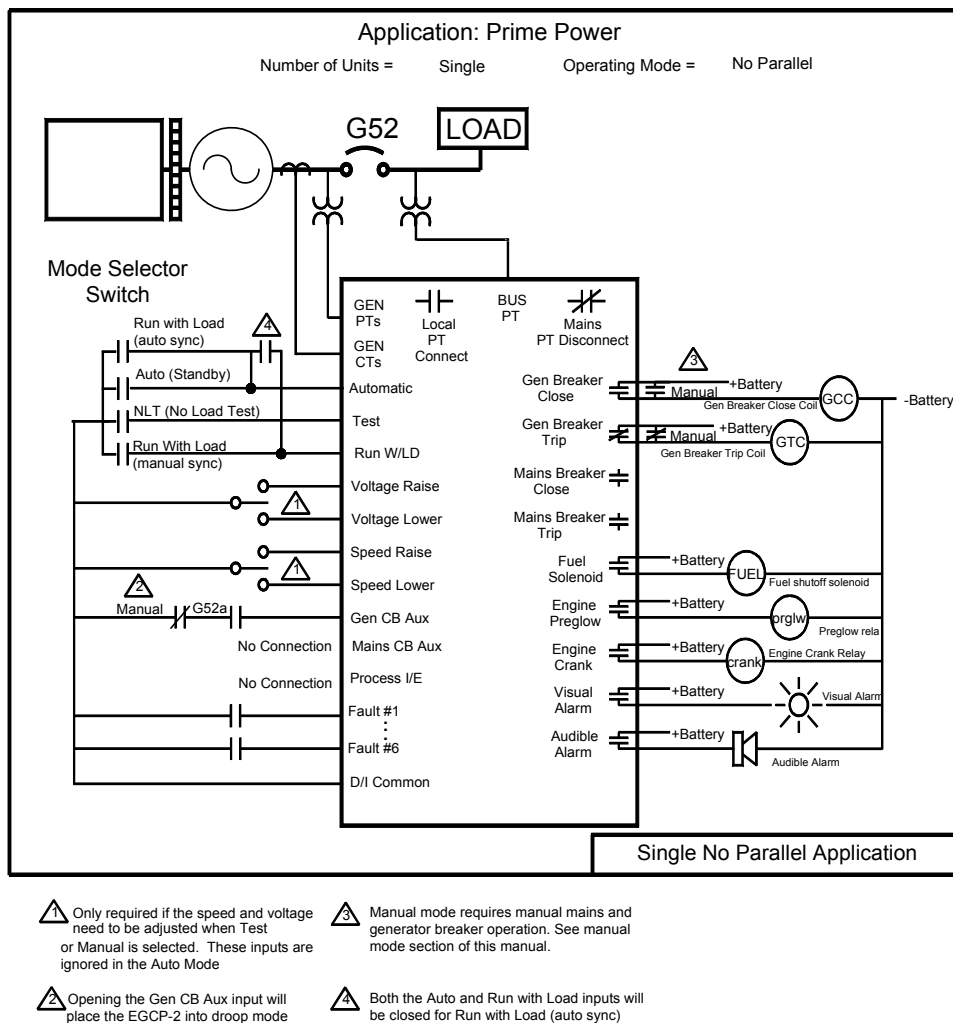 Application: Prime Power
Number of Units = Single Operating Mode = No Parallel
G52
LOAD
Mode Selector
Switch
Run with Load
(auto sync)
4
Auto (Standby)
NLT (No Load Test)
Run With Load
(manual sync)
1
1
2
Manual
G52a
No Connection
No Connection
GEN
PTs
GEN
CTs
Local
PT
Connect
BUS
PT
Mains
PT Disconnect
Automatic
Test
Run W/LD
Voltage Raise
Voltage Lower
Speed Raise
Speed Lower
Gen CB Aux
Mains CB Aux
Process I/E
Fault #1
Fault #6
D/I Common
Gen Breaker
Close
Gen Breaker
Trip
Mains Breaker
Close
Mains Breaker
Trip
Fuel
Solenoid
Engine
Preglow
Engine
Crank
Visual
Alarm
Audible
Alarm
3
Manual
+Battery
Gen Breaker Close Coil
GCC
-Battery
Manual
+Battery
Gen Breaker Trip Coil
GTC
+Battery
FUEL
Fuel shutoff solenoid
+Battery
prglw
Preglow rela
+Battery
crank
Engine Crank Relay
+Battery
Visual Alarm
+Battery
Audible Alarm
Single No Parallel Application
1 Only required if the speed and voltage
need to be adjusted when Test
or Manual is selected. These inputs are
ignored in the Auto Mode
2 Opening the Gen CB Aux input will
place the EGCP-2 into droop mode
3 Manual mode requires manual mains and
generator breaker operation. See manual
mode section of this manual.
4 Both the Auto and Run with Load inputs will
be closed for Run with Load (auto sync)